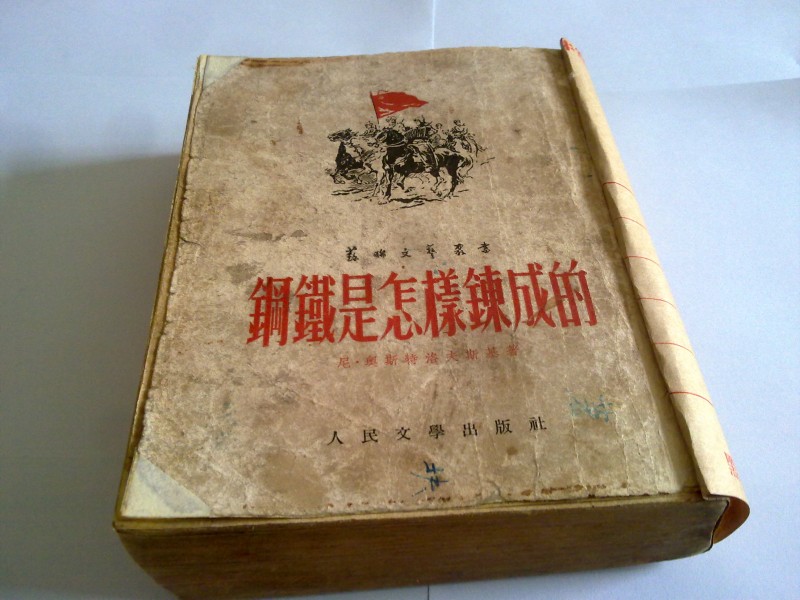 蘇聯文藝叢書
鋼鐵是怎樣鍊成的
尼·奧斯特洛夫斯基著
人民文學出版社